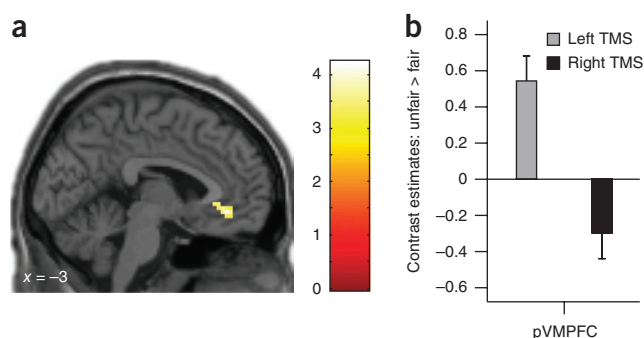 a
x = –3
4
3
2
1
0
b
Contrast estimates: unfair > fair
0.8
0.6
0.4
0.2
0
–0.2
–0.4
–0.6
Left TMS
Right TMS
pVMPFC